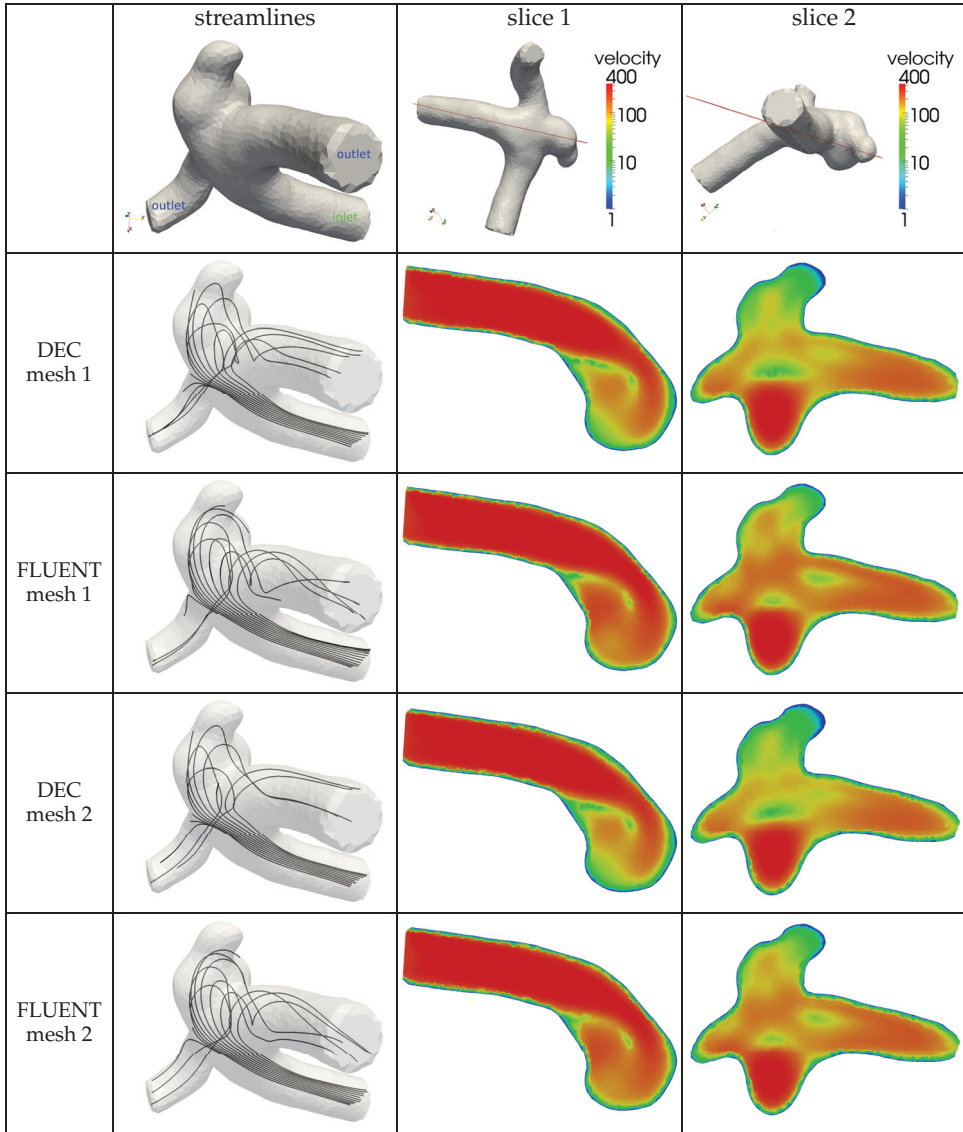 streamlines
slice 1
slice 2
outlet
outlet
inlet
velocity
400
100
10
1
velocity
400
100
10
1
DEC
mesh 1
FLUENT
mesh 1
DEC
mesh 2
FLUENT
mesh 2